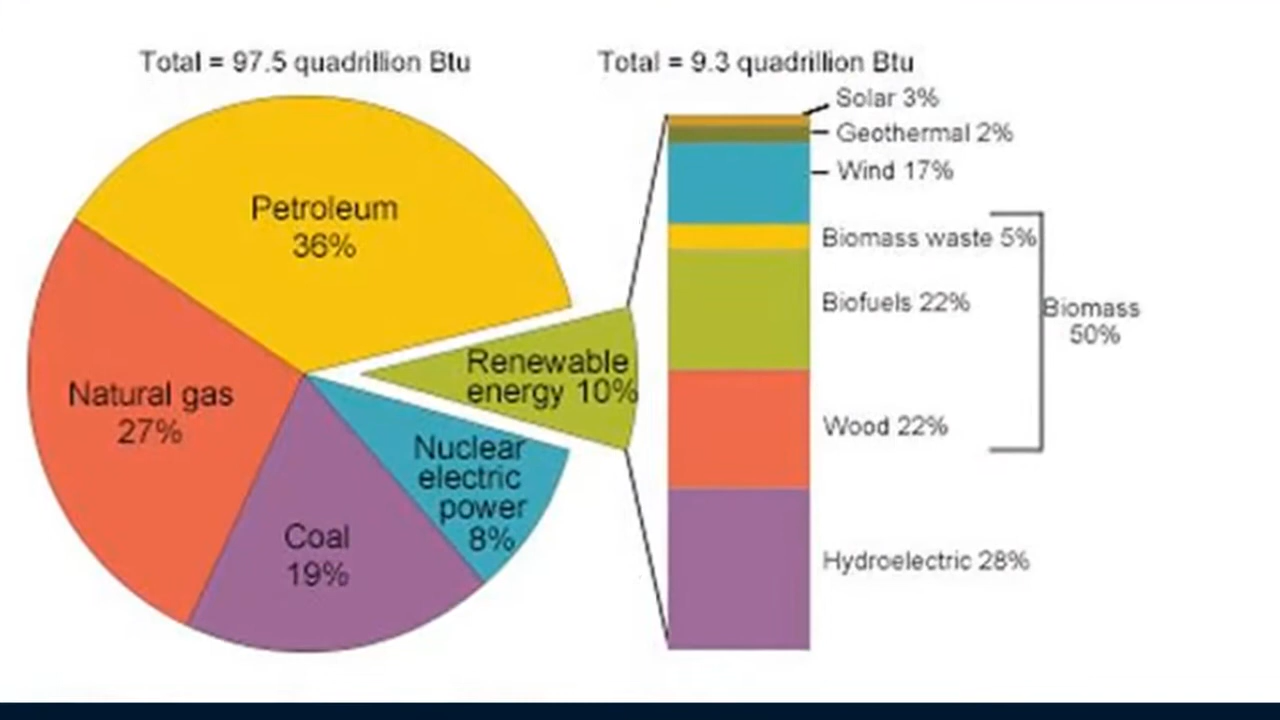 Total = 97.5 quadrillion Btu
Petroleum
36%
Natural gas
27%
Coal
19%
Nuclear
electric
power
8%
Renewable
energy 10%
Total = 9.3 quadrillion Btu
Solar 3%
Geothermal 2%
Wind 17%
Biomass waste 5%
Biofuels 22%
Wood 22%
Biomass
50%
Hydroelectric 28%